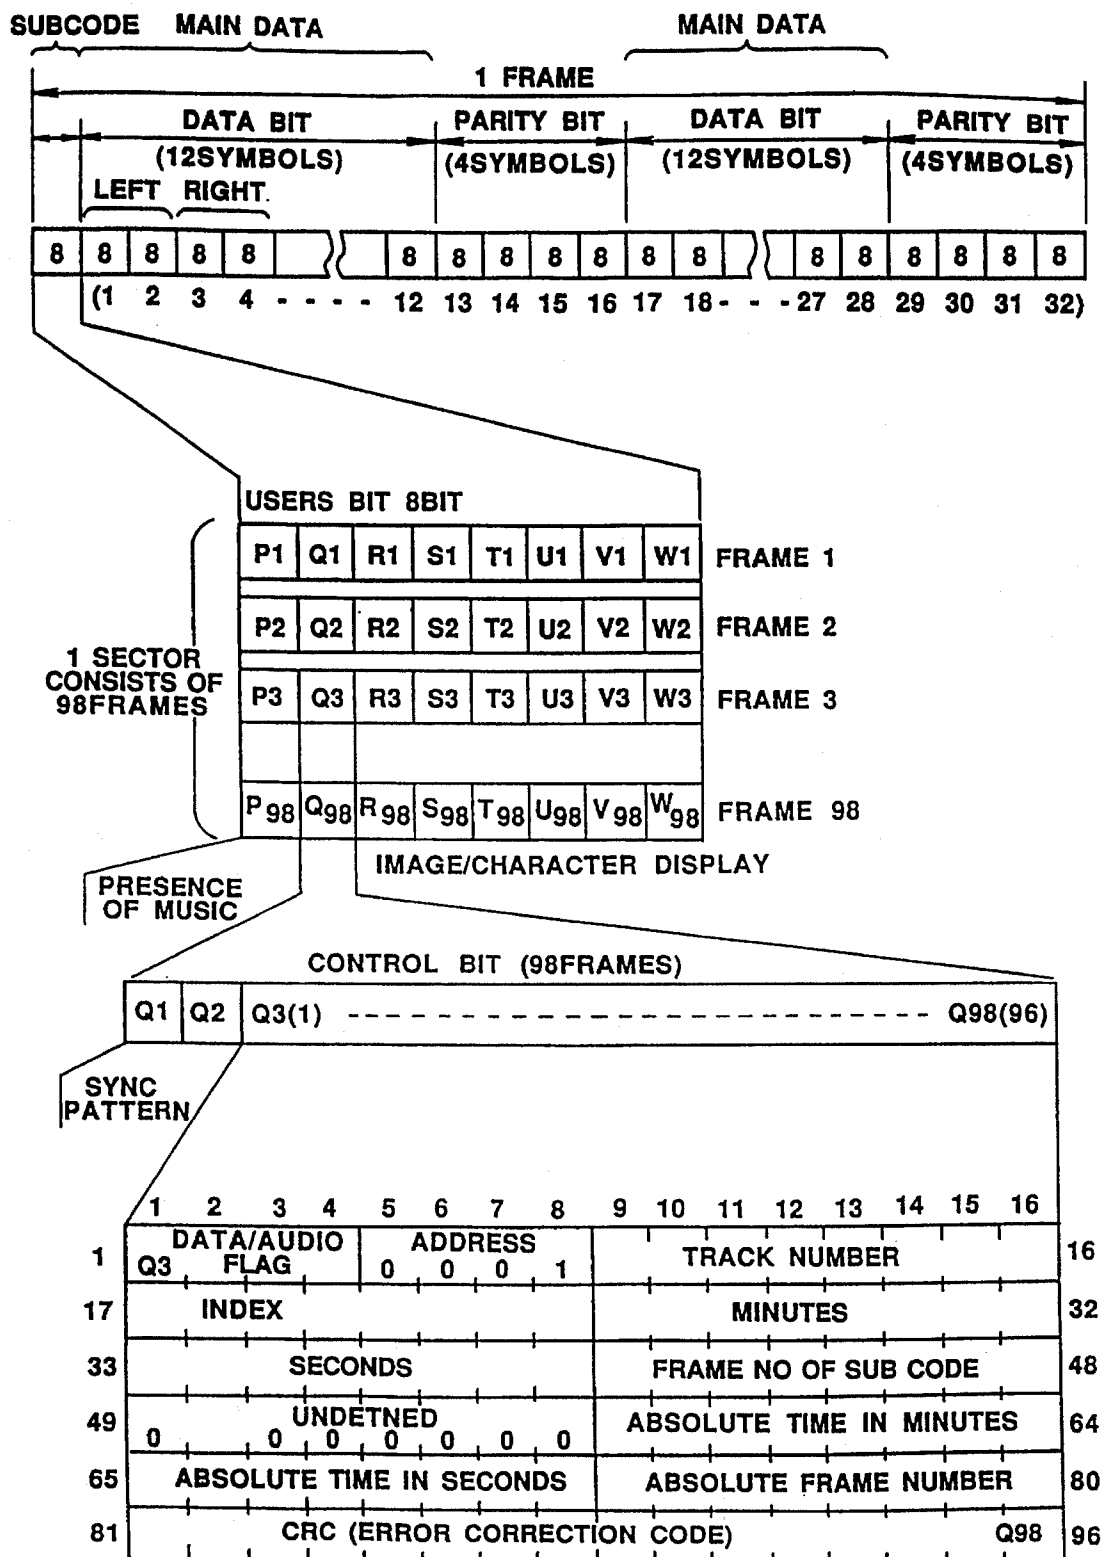 SUBCODE MAIN DATA MAIN DATA
1 FRAME
DATA BIT PARITY BIT DATA BIT PARITY BIT
(12SYMBOLS) (4SYMBOLS) (12SYMBOLS) (4SYMBOLS)
LEFT RIGHT.
8 8 8 8 8 8 8 8 8 8 8 8 8 8 8 8 8 8
(1 2 3 4 - - - - 12 13 14 15 16 17 18 - - - 27 28 29 30 31 32)
USERS BIT 8BIT
P1 Q1 R1 S1 T1 U1 V1 W1 FRAME 1
P2 Q2 R2 S2 T2 U2 V2 W2 FRAME 2
1 SECTOR
CONSISTS OF
98FRAMES
P3 Q3 R3 S3 T3 U3 V3 W3 FRAME 3
P98 Q98 R98 S98 T98 U98 V98 W98 FRAME 98
IMAGE/CHARACTER DISPLAY
PRESENCE
OF MUSIC
CONTROL BIT (98FRAMES)
Q1 Q2 Q3(1) - - - - - - - - - - - - - - - - - - - - - - Q98(96)
SYNC
PATTERN
1 2 3 4 5 6 7 8 9 10 11 12 13 14 15 16
1 DATA/AUDIO ADDRESS TRACK NUMBER 16
Q3 FLAG 0 0 0 1
17 INDEX MINUTES 32
33 SECONDS FRAME NO OF SUB CODE 48
49 UNDETNED ABSOLUTE TIME IN MINUTES 64
0 0 0 0 0 0 0
65 ABSOLUTE TIME IN SECONDS ABSOLUTE FRAME NUMBER 80
81 CRC (ERROR CORRECTION CODE) Q98 96